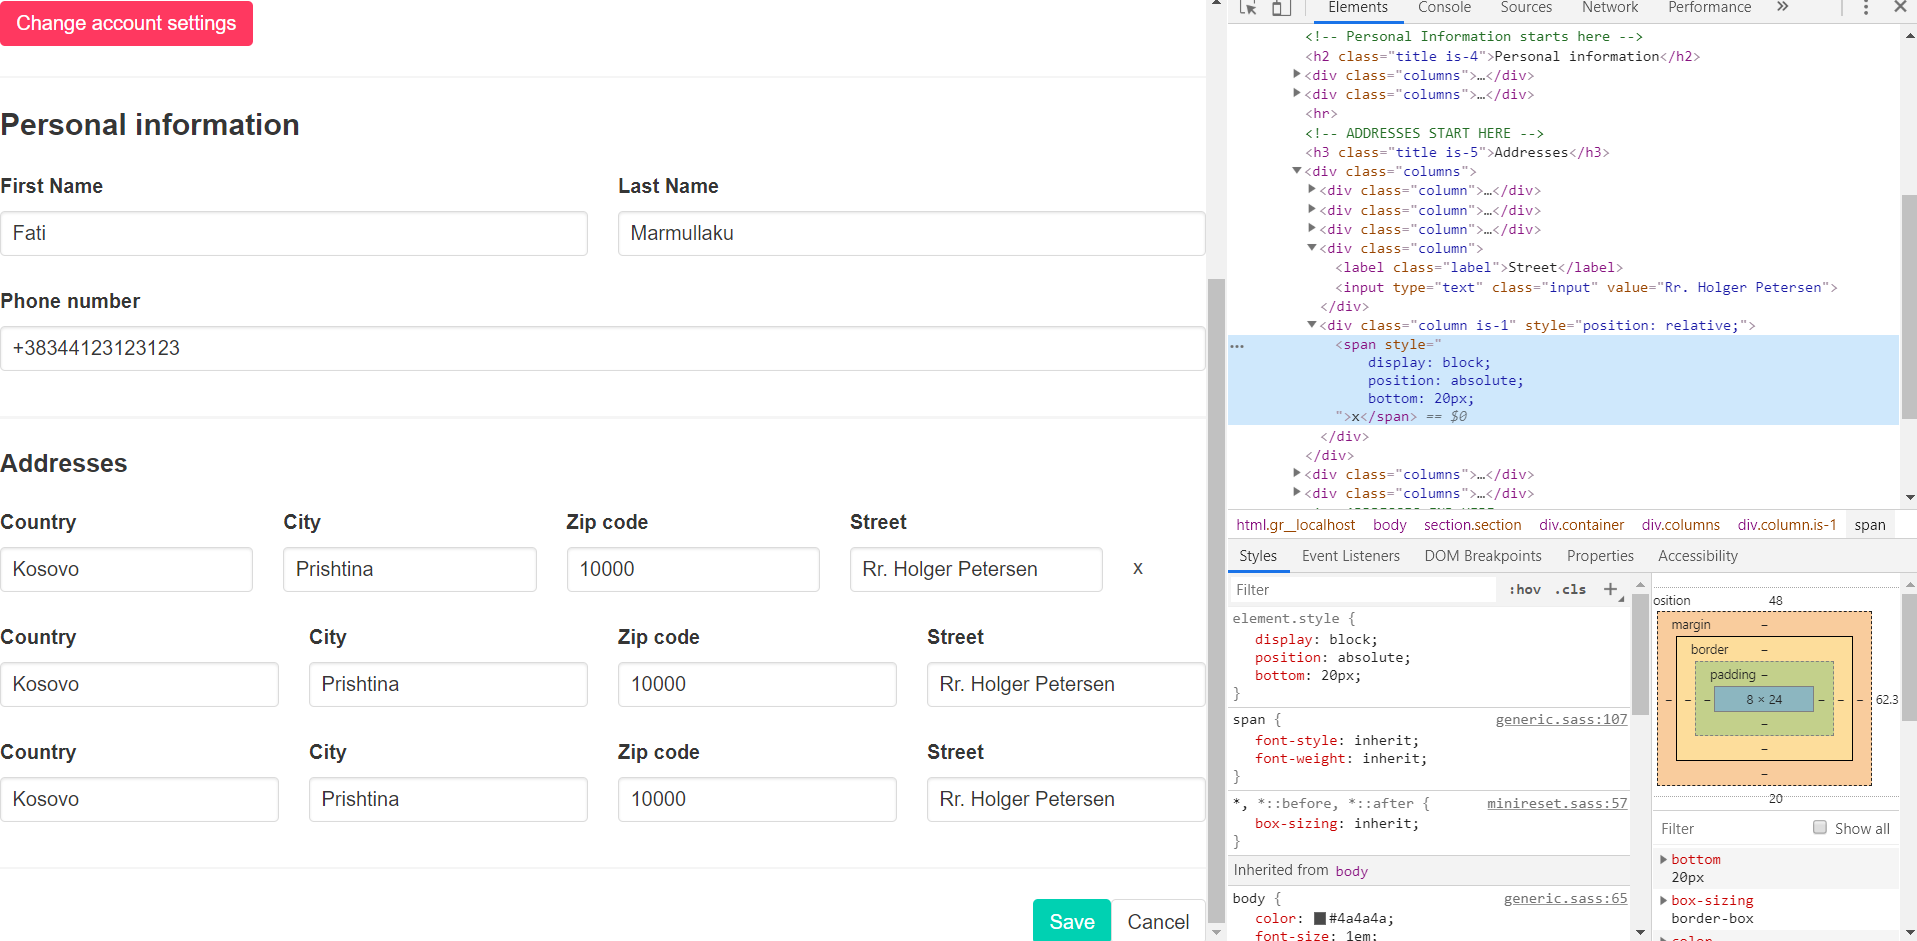 Change account settings
Personal information
First Name Last Name
Fati Marmullaku
Phone number
+38344123123123
Addresses
Country City Zip code Street
Kosovo Prishtina 10000 Rr. Holger Petersen x
Country City Zip code Street
Kosovo Prishtina 10000 Rr. Holger Petersen
Country City Zip code Street
Kosovo Prishtina 10000 Rr. Holger Petersen
Save Cancel
Elements Console Sources Network Performance »
<!-- Personal Information starts here -->
<h2 class="title is-4">Personal information</h2>
<div class="columns">…</div>
<div class="columns">…</div>
<hr>
<!-- ADDRESSES START HERE -->
<h3 class="title is-5">Addresses</h3>
<div class="columns">
<div class="column">…</div>
<div class="column">…</div>
<div class="column">…</div>
<div class="column">
<label class="label">Street</label>
<input type="text" class="input" value="Rr. Holger Petersen">
</div>
<div class="column is-1" style="position: relative;">
… <span style="
display: block;
position: absolute;
bottom: 20px;
">x</span> == $0
</div>
</div>
<div class="columns">…</div>
<div class="columns">…</div>
html.gr__localhost body section.section div.container div.columns div.column.is-1 span
Styles Event Listeners DOM Breakpoints Properties Accessibility
Filter :hov .cls +
element.style {
display: block;
position: absolute;
bottom: 20px;
}
span { generic.sass:107
font-style: inherit;
font-weight: inherit;
}
*, *::before, *::after { minireset.sass:57
box-sizing: inherit;
}
Inherited from body
body { generic.sass:65
color: #4a4a4a;
font-size: 1em;
osition 48
margin –
border –
padding –
– – – 8 × 24 – – – 62.3
–
–
–
20
Filter Show all
bottom
20px
box-sizing
border-box